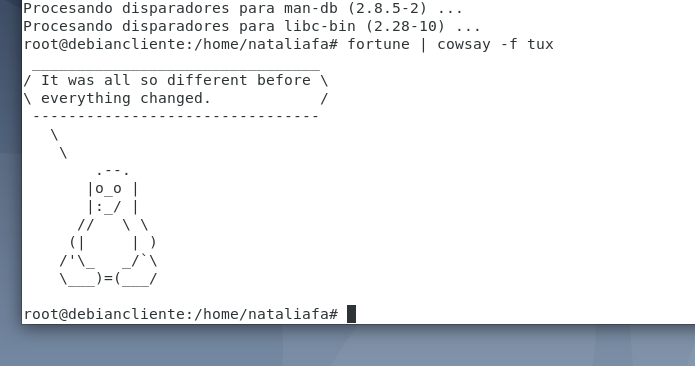 Procesando disparadores para man-db (2.8.5-2) ...
Procesando disparadores para libc-bin (2.28-10) ...
root@debiancliente:/home/nataliafa# fortune | cowsay -f tux
 ________________________________
/ It was all so different before \
\ everything changed.            /
 --------------------------------
   \
    \
        .--.
       |o_o |
       |:_/ |
      //   \ \
     (|     | )
    /'\_   _/`\
    \___)=(___/

root@debiancliente:/home/nataliafa#